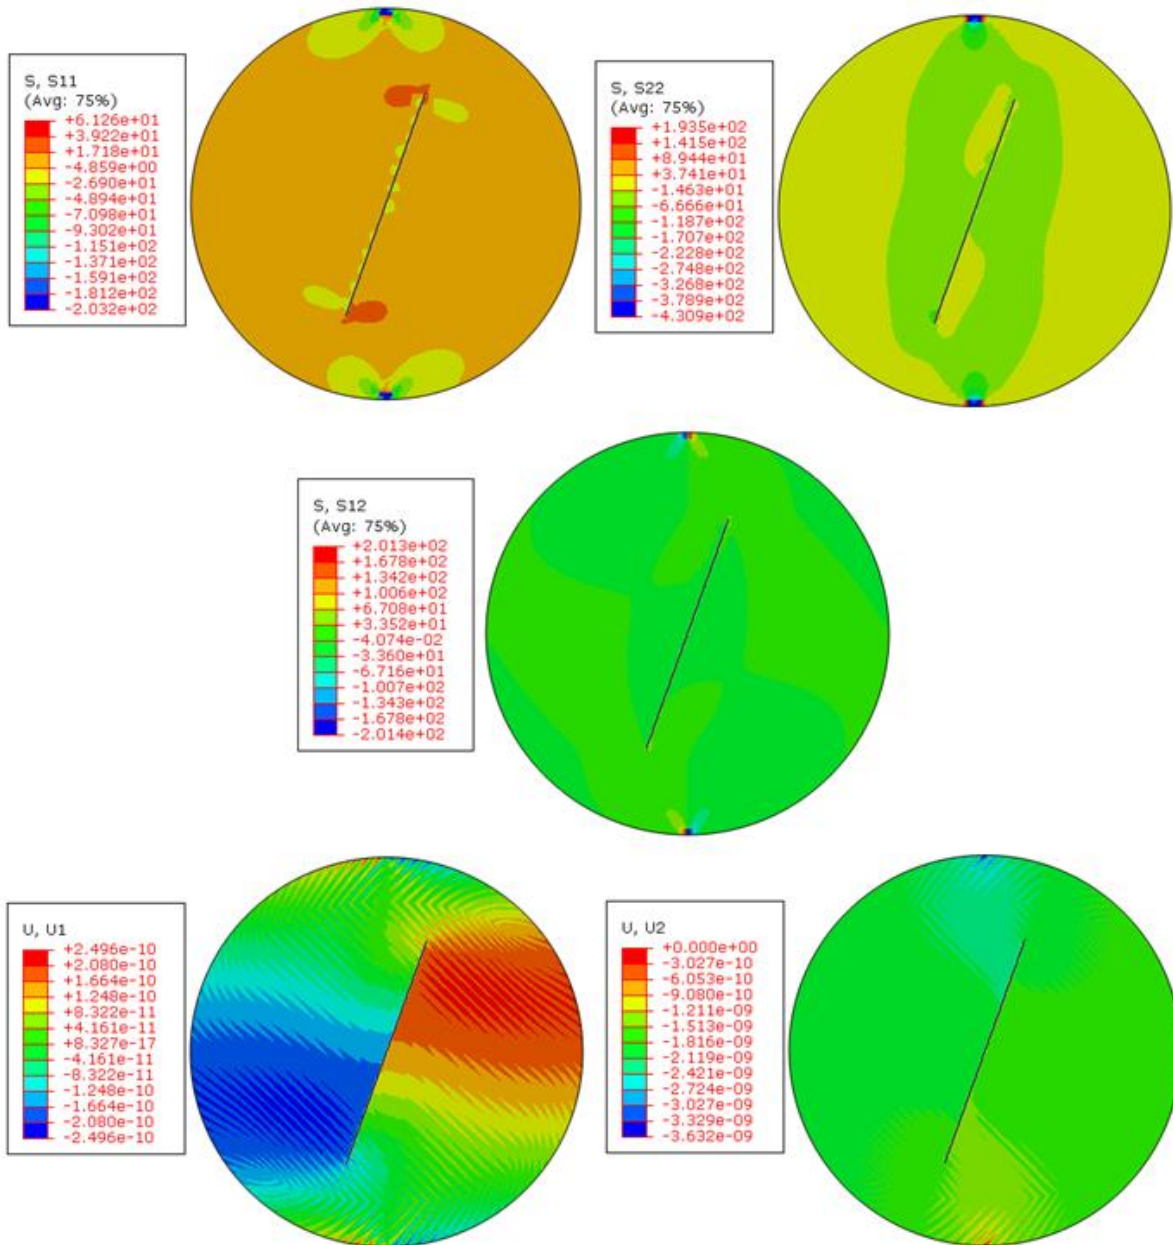 S, S11
(Avg: 75%)
+6.126e+01
+3.922e+01
+1.718e+01
-4.859e+00
-2.690e+01
-4.894e+01
-7.098e+01
-9.302e+01
-1.151e+02
-1.371e+02
-1.591e+02
-1.812e+02
-2.032e+02
S, S22
(Avg: 75%)
+1.935e+02
+1.415e+02
+8.944e+01
+3.741e+01
-1.463e+01
-6.666e+01
-1.187e+02
-1.707e+02
-2.228e+02
-2.748e+02
-3.268e+02
-3.789e+02
-4.309e+02
S, S12
(Avg: 75%)
+2.013e+02
+1.678e+02
+1.342e+02
+1.006e+02
+6.708e+01
+3.352e+01
-4.074e-02
-3.360e+01
-6.716e+01
-1.007e+02
-1.343e+02
-1.678e+02
-2.014e+02
U, U1
+2.496e-10
+2.080e-10
+1.664e-10
+1.248e-10
+8.322e-11
+4.161e-11
+8.327e-17
-4.161e-11
-8.322e-11
-1.248e-10
-1.664e-10
-2.080e-10
-2.496e-10
U, U2
+0.000e+00
-3.027e-10
-6.053e-10
-9.080e-10
-1.211e-09
-1.513e-09
-1.816e-09
-2.119e-09
-2.421e-09
-2.724e-09
-3.027e-09
-3.329e-09
-3.632e-09